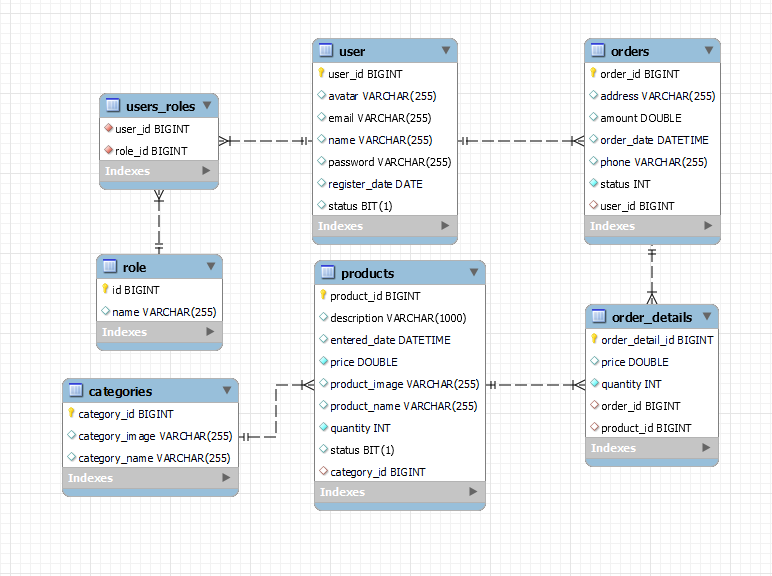 user
user_id BIGINT
avatar VARCHAR(255)
email VARCHAR(255)
name VARCHAR(255)
password VARCHAR(255)
register_date DATE
status BIT(1)
Indexes
orders
order_id BIGINT
address VARCHAR(255)
amount DOUBLE
order_date DATETIME
phone VARCHAR(255)
status INT
user_id BIGINT
Indexes
users_roles
user_id BIGINT
role_id BIGINT
Indexes
role
id BIGINT
name VARCHAR(255)
Indexes
products
product_id BIGINT
description VARCHAR(1000)
entered_date DATETIME
price DOUBLE
product_image VARCHAR(255)
product_name VARCHAR(255)
quantity INT
status BIT(1)
category_id BIGINT
Indexes
order_details
order_detail_id BIGINT
price DOUBLE
quantity INT
order_id BIGINT
product_id BIGINT
Indexes
categories
category_id BIGINT
category_image VARCHAR(255)
category_name VARCHAR(255)
Indexes